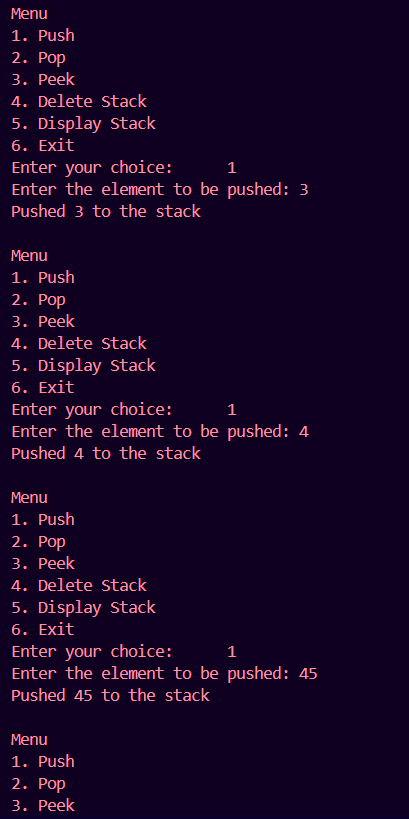 Menu
1. Push
2. Pop
3. Peek
4. Delete Stack
5. Display Stack
6. Exit
Enter your choice:      1
Enter the element to be pushed: 3
Pushed 3 to the stack

Menu
1. Push
2. Pop
3. Peek
4. Delete Stack
5. Display Stack
6. Exit
Enter your choice:      1
Enter the element to be pushed: 4
Pushed 4 to the stack

Menu
1. Push
2. Pop
3. Peek
4. Delete Stack
5. Display Stack
6. Exit
Enter your choice:      1
Enter the element to be pushed: 45
Pushed 45 to the stack

Menu
1. Push
2. Pop
3. Peek